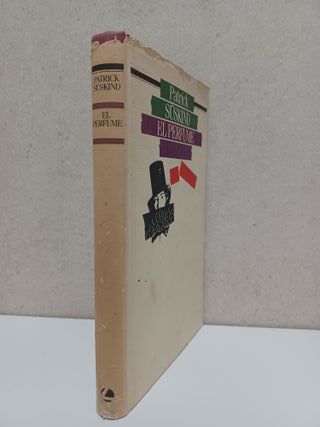 PATRICK
SÜSKIND
EL
PERFUME
Patrick
SÜSKIND
EL PERFUME